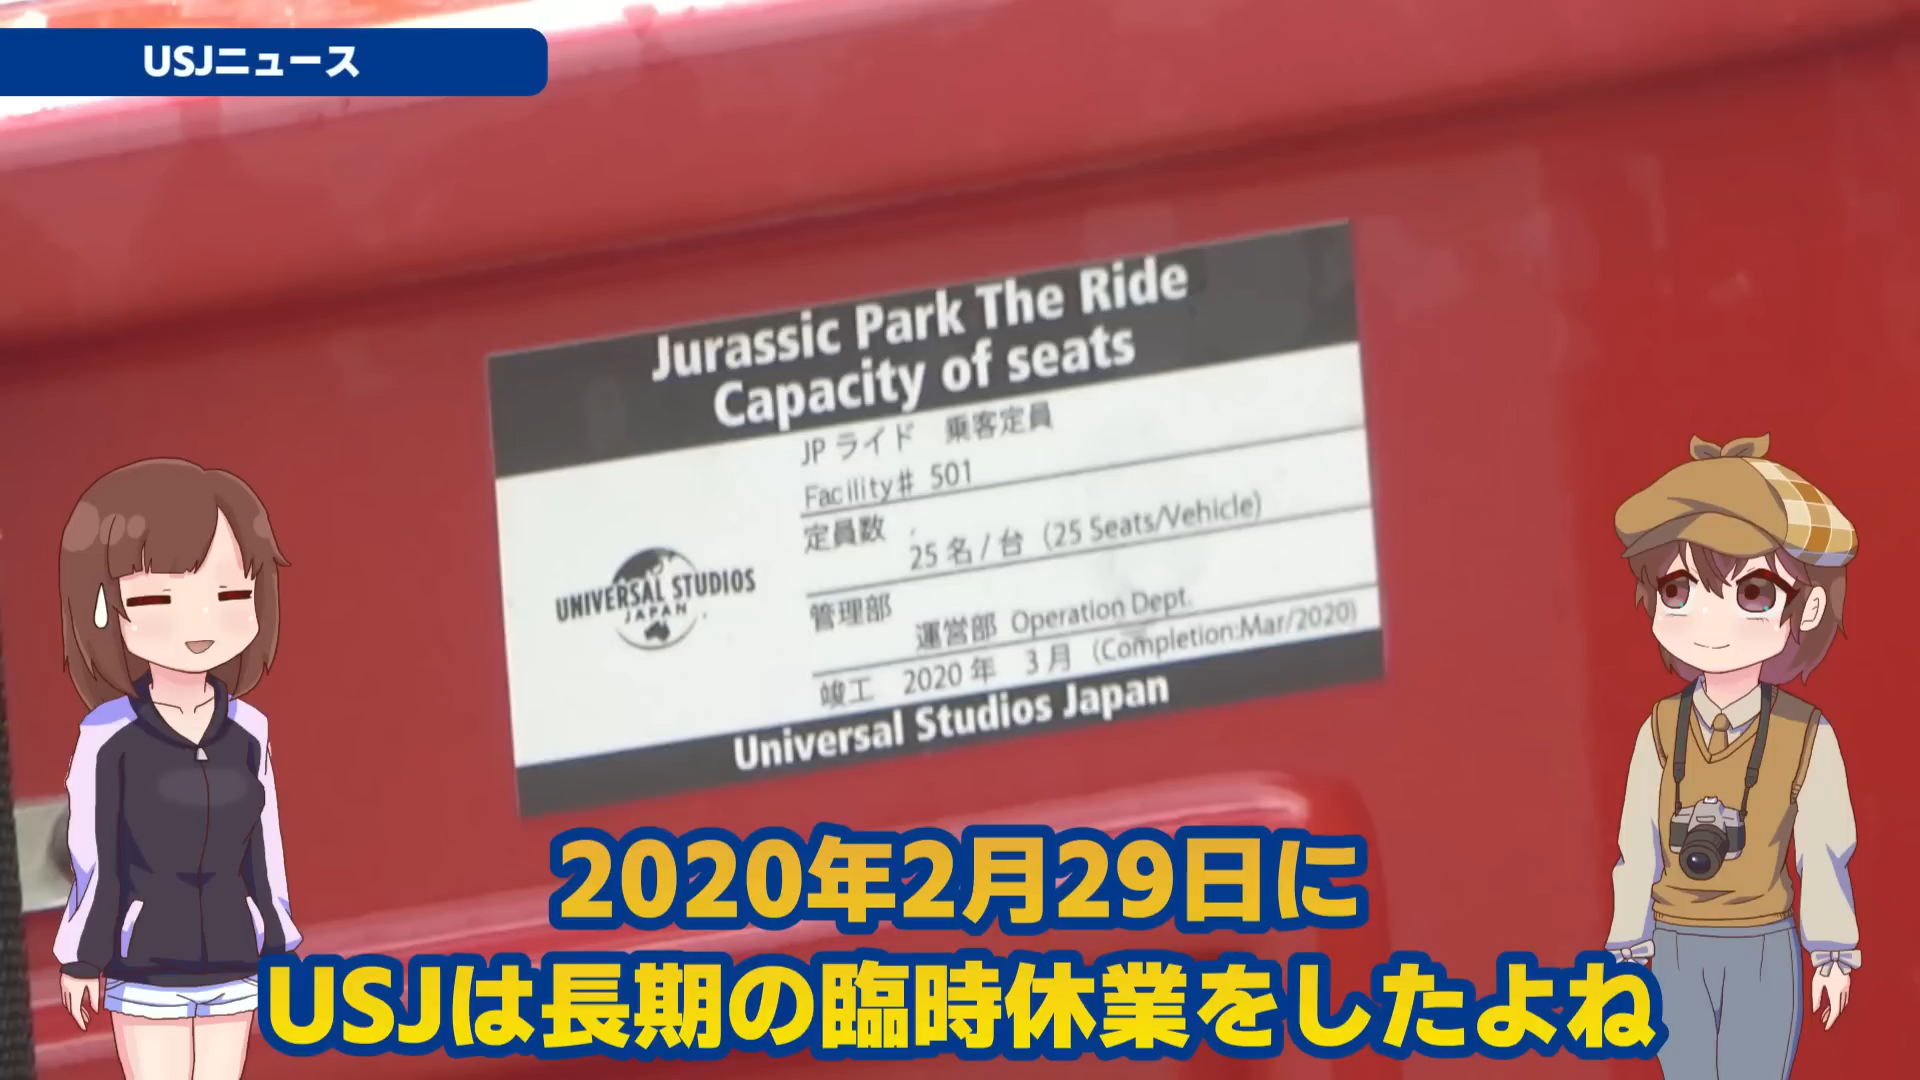 USJニュース
Jurassic Park The Ride
Capacity of seats
JP ライド 乗客定員
Facility# 501
定員数
25 名 / 台 (25 Seats/Vehicle)
管理部
運営部 Operation Dept.
竣工 2020 年 3 月 (Completion:Mar/2020)
UNIVERSAL STUDIOS
JAPAN
Universal Studios Japan
2020年2月29日に
USJは長期の臨時休業をしたよね